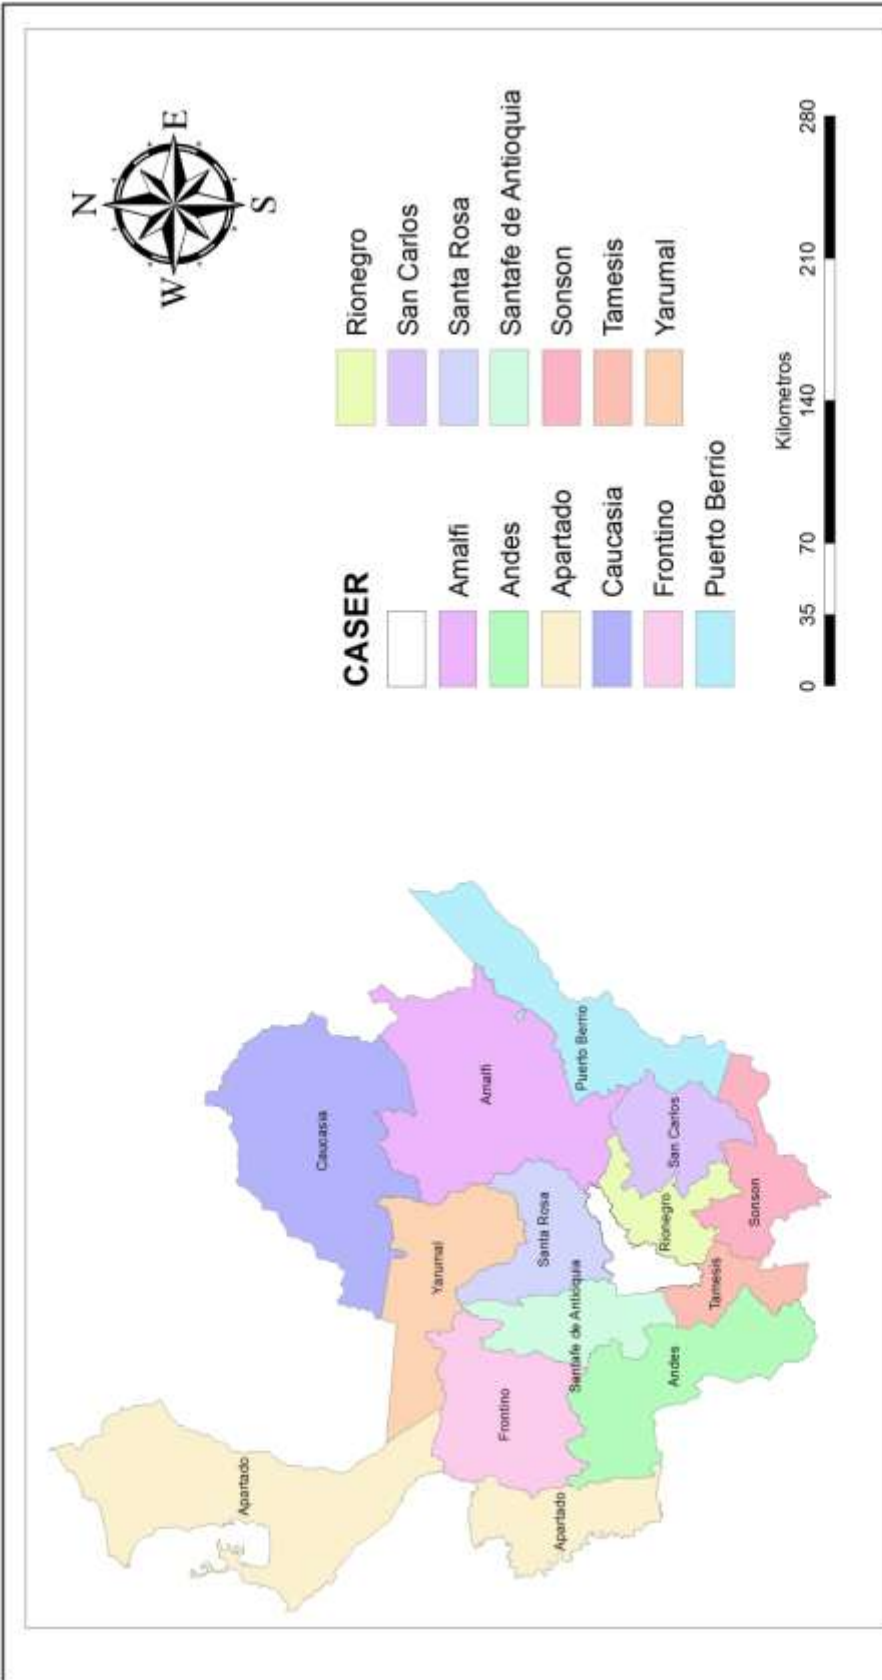 N
W
E
S
CASER
Amalfi
Andes
Apartado
Caucasia
Frontino
Puerto Berrio
Rionegro
San Carlos
Santa Rosa
Santafe de Antioquia
Sonson
Tamesis
Yarumal
Kilometros
0 35 70 140 210 280
Apartado
Caucasia
Yarumal
Amalfi
Frontino
Santa Rosa
Apartado
Santafe de Antioquia
Puerto Berrio
Andes
Rionegro
San Carlos
Tamesis
Sonson